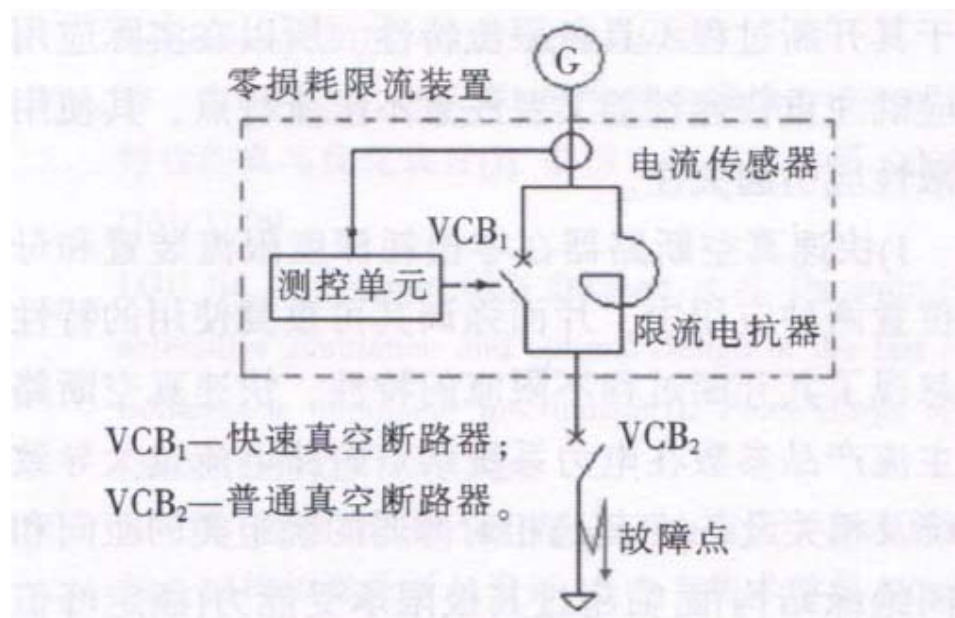 G
零损耗限流装置
电流传感器
VCB₁
测控单元
限流电抗器
VCB₁—快速真空断路器；
VCB₂
VCB₂—普通真空断路器。
故障点